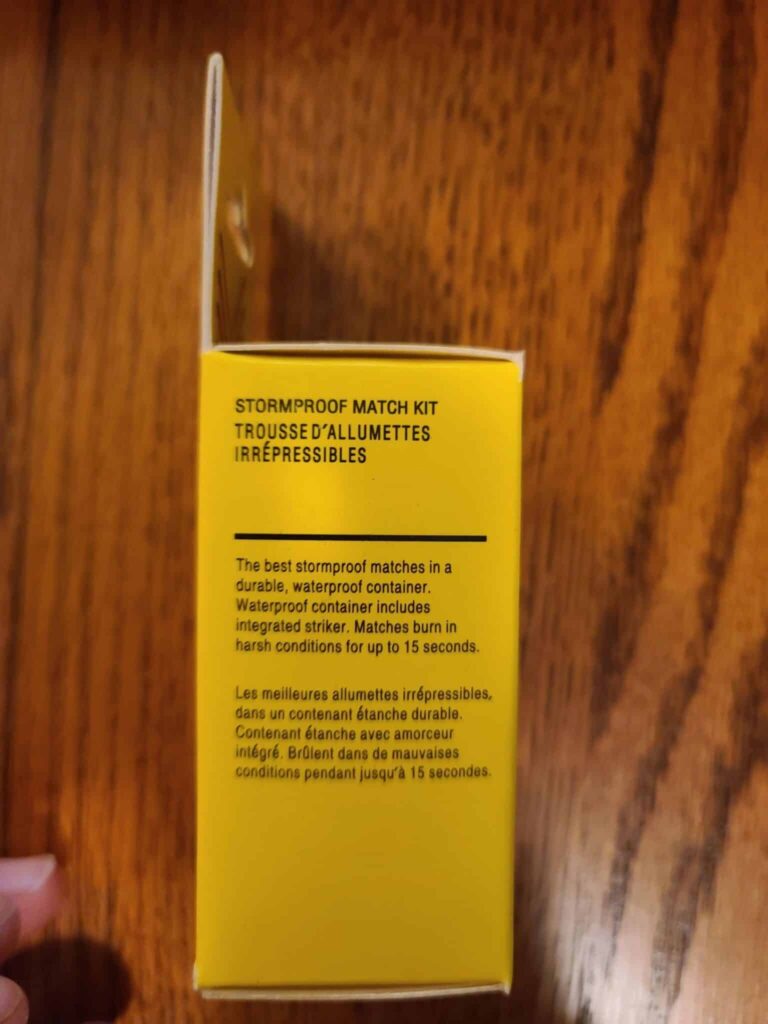 STORMPROOF MATCH KIT
TROUSSE D'ALLUMETTES
IRRÉPRESSIBLES
The best stormproof matches in a
durable, waterproof container.
Waterproof container includes
integrated striker. Matches burn in
harsh conditions for up to 15 seconds.
Les meilleures allumettes irrépressibles,
dans un contenant étanche durable.
Contenant étanche avec amorceur
intégré. Brûlent dans de mauvaises
conditions pendant jusqu'à 15 secondes.